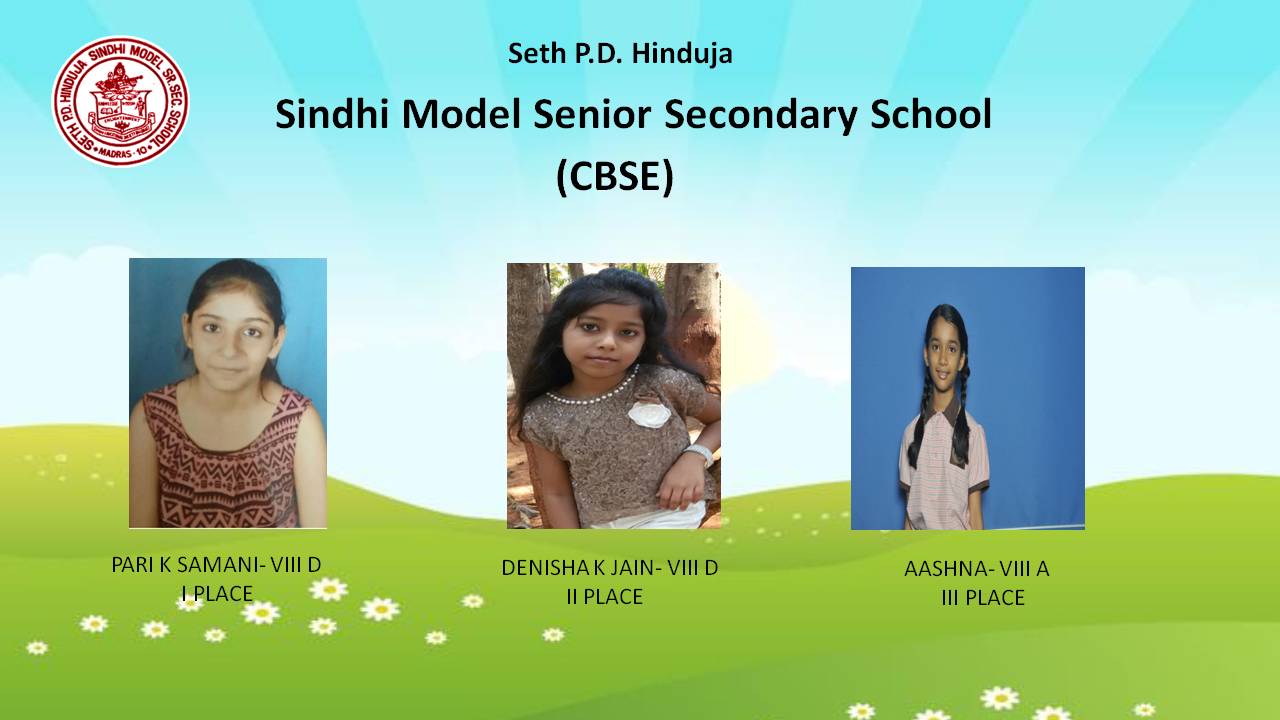 SETH P.D. HINDUJA SINDHI MODEL SR. SEC. SCHOOL
• MADRAS - 10 •
Seth P.D. Hinduja
Sindhi Model Senior Secondary School
(CBSE)
PARI K SAMANI- VIII D
I PLACE
DENISHA K JAIN- VIII D
II PLACE
AASHNA- VIII A
III PLACE